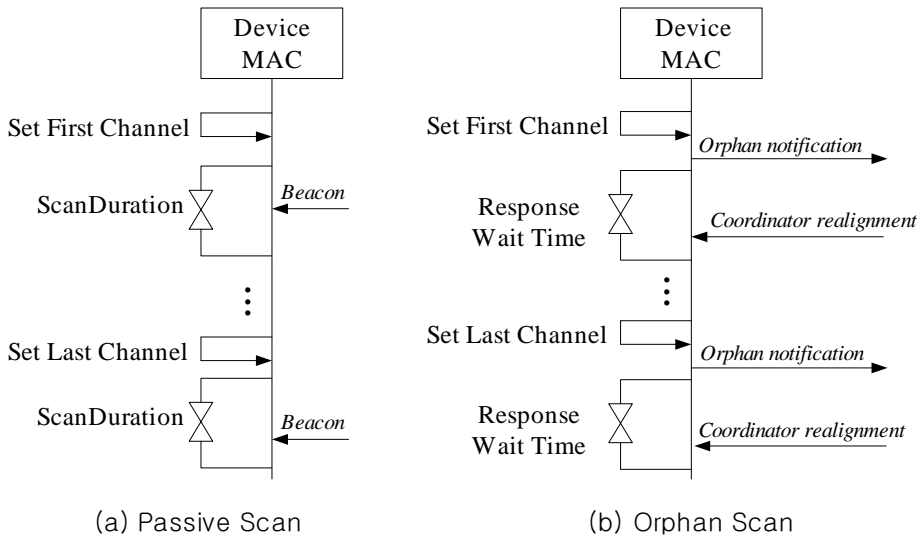 Device
MAC
Set First Channel
ScanDuration
Beacon
Set Last Channel
ScanDuration
Beacon
(a) Passive Scan
Device
MAC
Set First Channel
Orphan notification
Response
Wait Time
Coordinator realignment
Set Last Channel
Orphan notification
Response
Wait Time
Coordinator realignment
(b) Orphan Scan